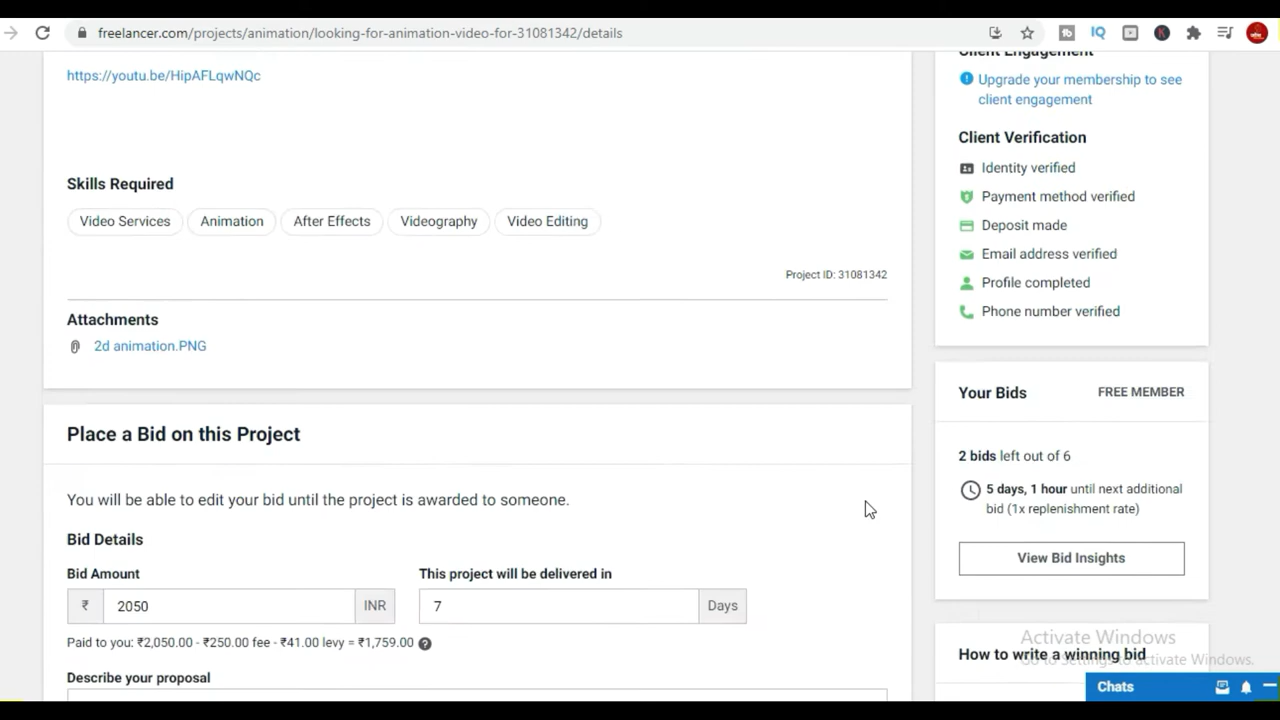 freelancer.com/projects/animation/looking-for-animation-video-for-31081342/details
https://youtu.be/HipAFLqwNQc
Skills Required
Video Services
Animation
After Effects
Videography
Video Editing
Project ID: 31081342
Attachments
2d animation.PNG
Place a Bid on this Project
You will be able to edit your bid until the project is awarded to someone.
Bid Details
Bid Amount
₹ 2050 INR
This project will be delivered in
7 Days
Paid to you: ₹2,050.00 - ₹250.00 fee - ₹41.00 levy = ₹1,759.00
Describe your proposal
Client Engagement
Upgrade your membership to see
client engagement
Client Verification
Identity verified
Payment method verified
Deposit made
Email address verified
Profile completed
Phone number verified
Your Bids
FREE MEMBER
2 bids left out of 6
5 days, 1 hour until next additional
bid (1x replenishment rate)
View Bid Insights
Activate Windows
How to write a winning bid
Go to Settings to activate Windows.
Chats